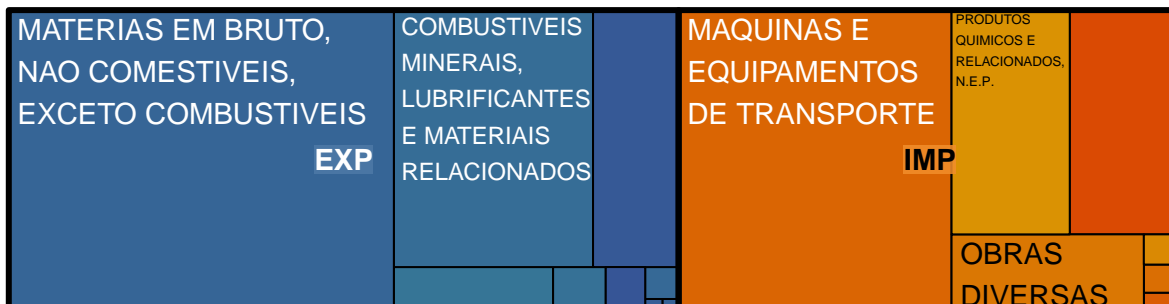 MATERIAS EM BRUTO,
NAO COMESTIVEIS,
EXCETO COMBUSTIVEIS
EXP
COMBUSTIVEIS
MINERAIS,
LUBRIFICANTES
E MATERIAIS
RELACIONADOS
MAQUINAS E
EQUIPAMENTOS
DE TRANSPORTE
IMP
PRODUTOS
QUIMICOS E
RELACIONADOS,
N.E.P.
OBRAS
DIVERSAS